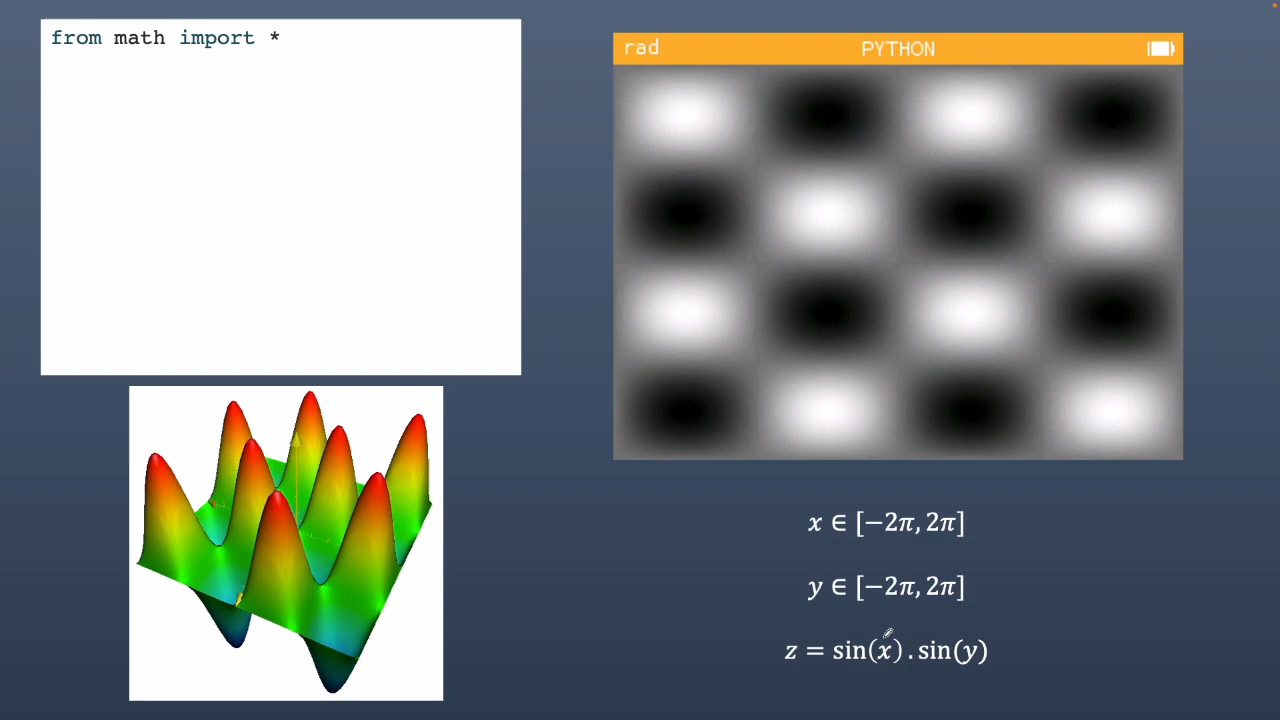 from math import *
rad PYTHON
x ∈ [−2π, 2π]
y ∈ [−2π, 2π]
z = sin(x) . sin(y)